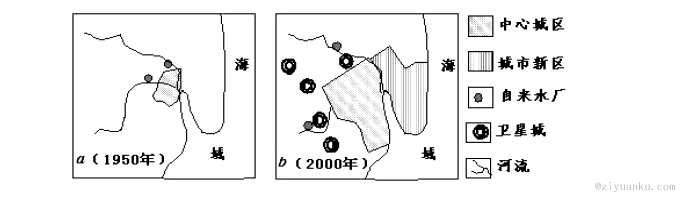 海
域
a（1950年）
海
域
b（2000年）
中心城区
城市新区
自来水厂
卫星城
河流
@ziyuanku.com